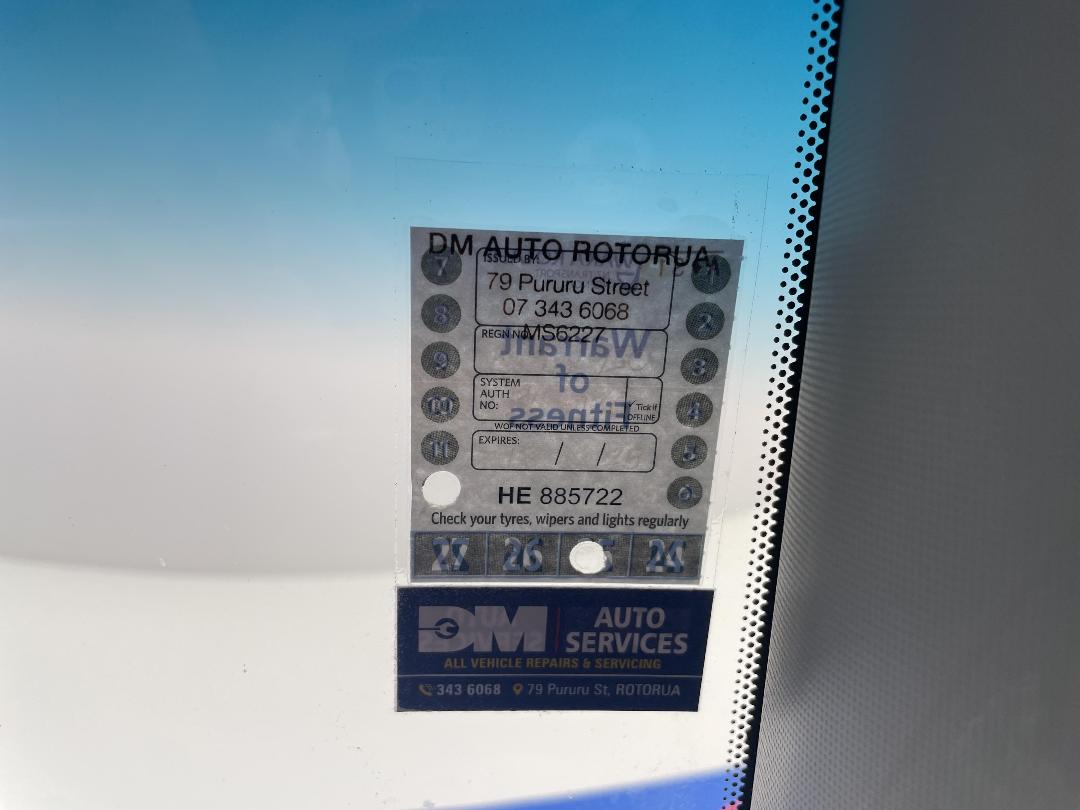 DM AUTO ROTORUA
ISSUED BY:
79 Pururu Street
07 343 6068
REGN NO
MS6227
Warrant
of
Fitness
SYSTEM
AUTH
NO:
Tick if
OFFLINE
WOF NOT VALID UNLESS COMPLETED
EXPIRES: / /
7 1
8 2
9 3
10 4
11 5
6
HE 885722
Check your tyres, wipers and lights regularly
27 26 24
DM AUTO
SERVICES
ALL VEHICLE REPAIRS & SERVICING
343 6068 79 Pururu St, ROTORUA